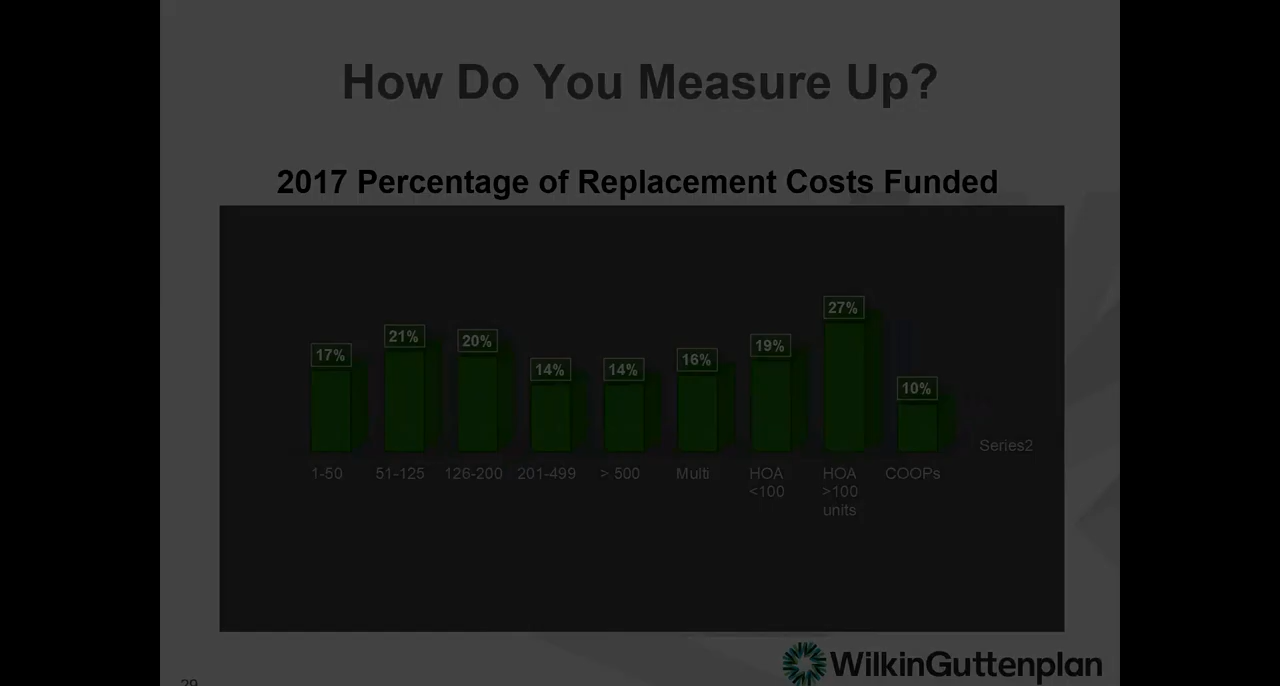 How Do You Measure Up?
2017 Percentage of Replacement Costs Funded
17%
21%
20%
14%
14%
16%
19%
27%
10%
Series2
1-50
51-125
126-200
201-499
> 500
Multi
HOA
<100
HOA
>100
units
COOPs
WilkinGuttenplan
29